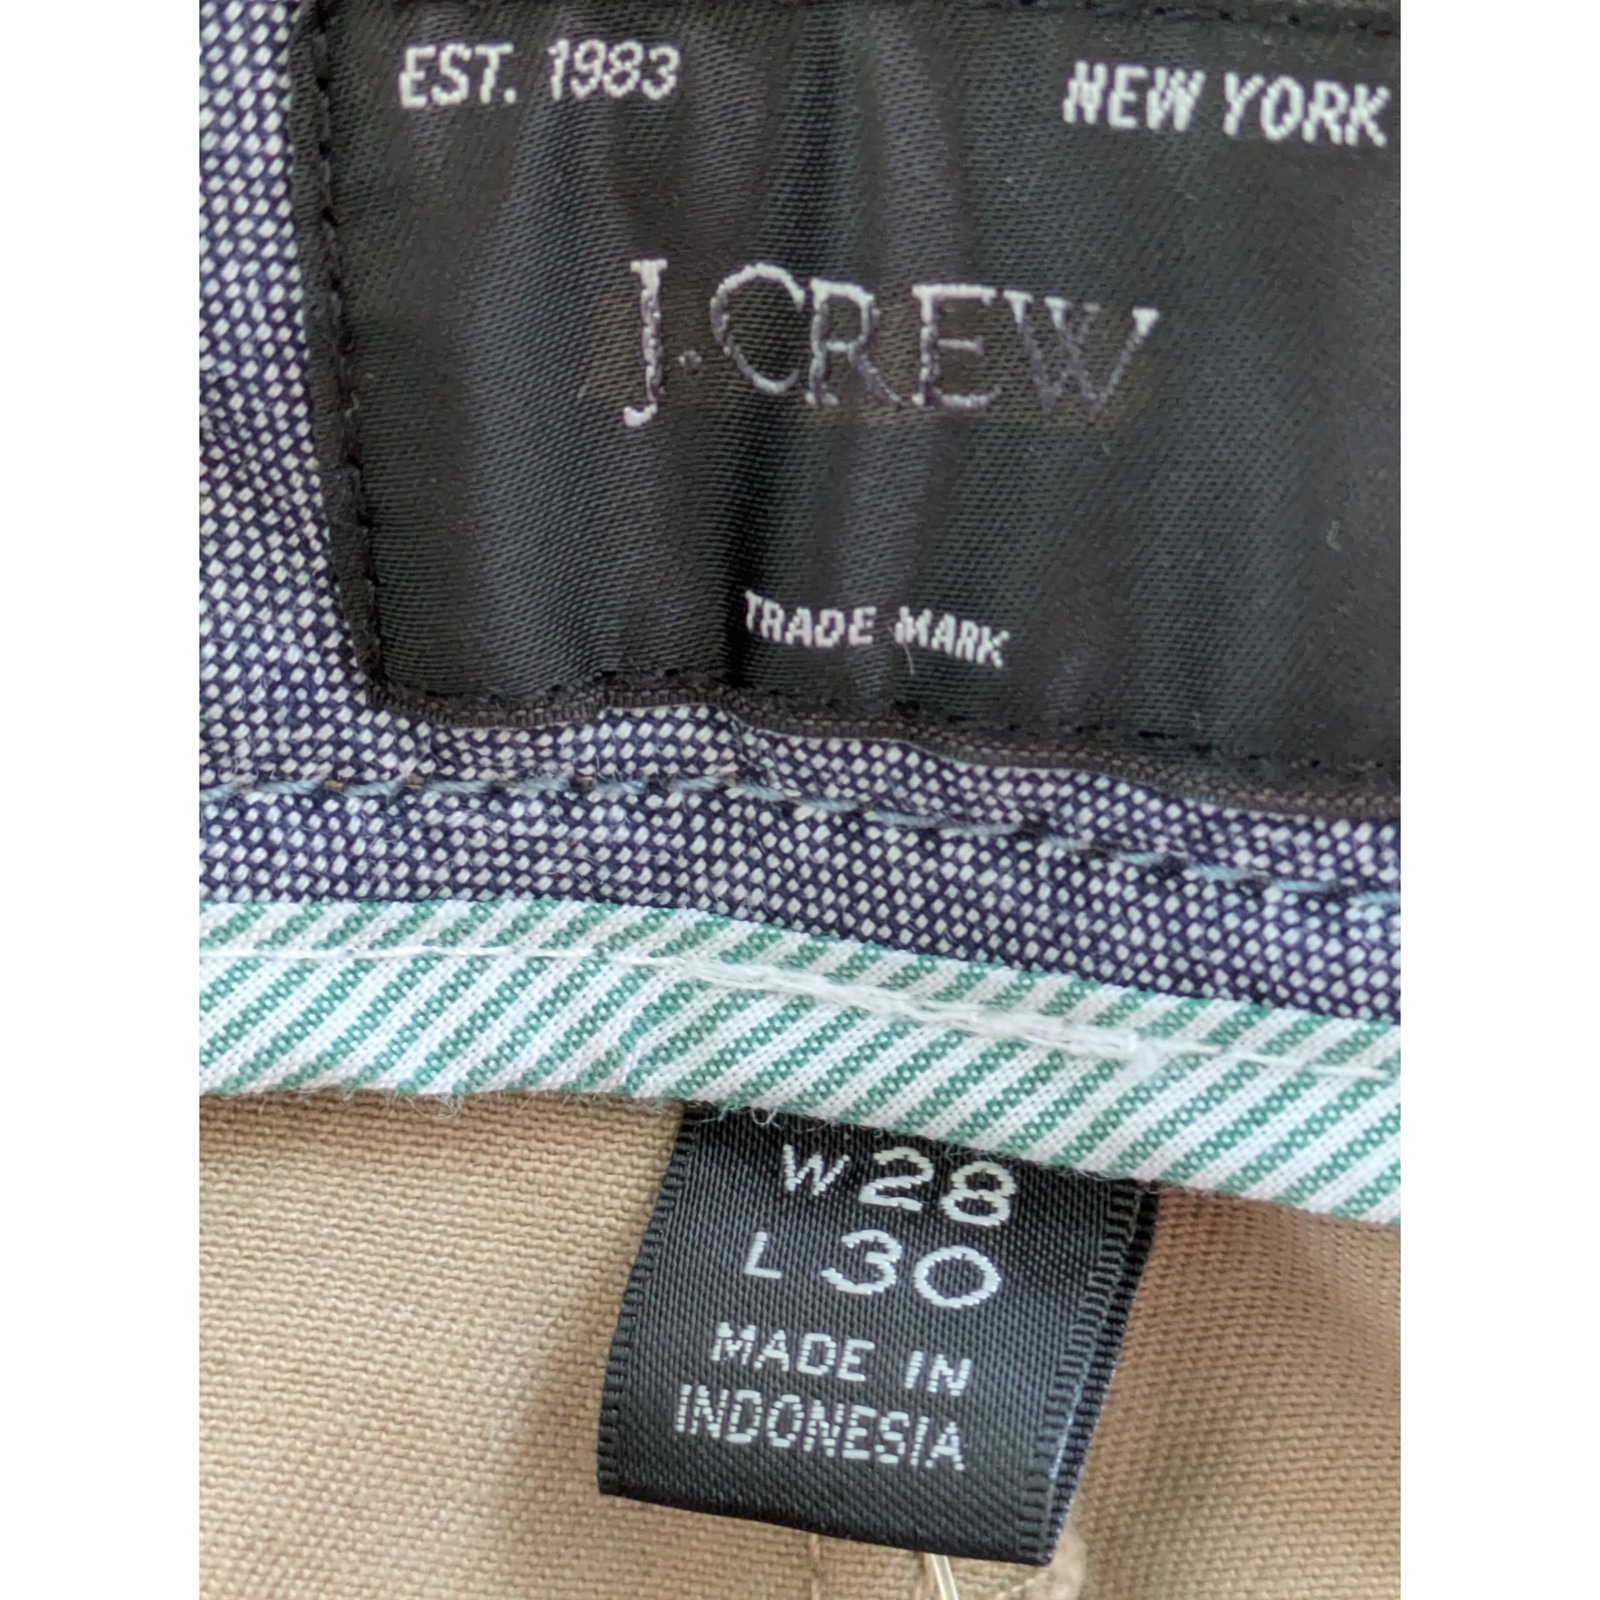 EST. 1983 NEW YORK
J.CREW
TRADE MARK
W 28
L 30
MADE IN
INDONESIA